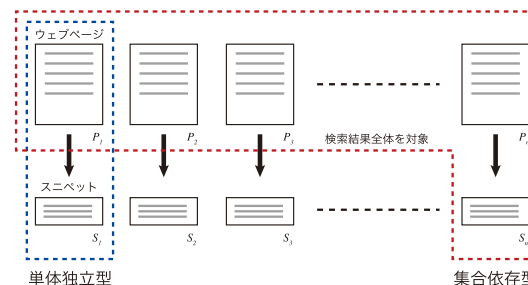 ウェブページ
P1 P2 P3
検索結果全体を対象
スニペット
S1 S2 S3
単体独立型 集合依存型